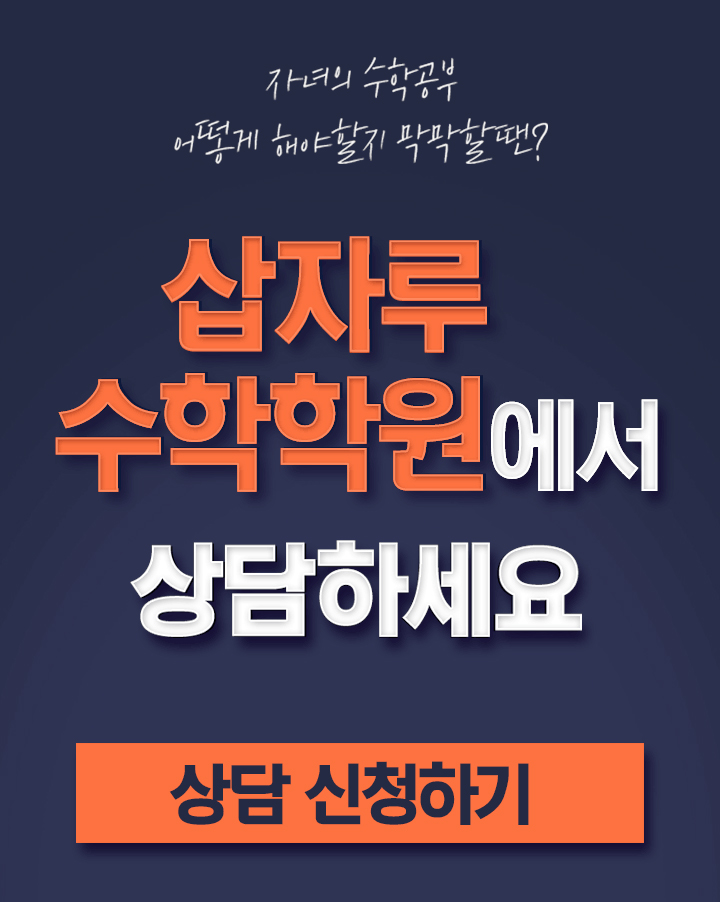 자녀의 수학공부
어떻게 해야할지 막막할땐?
삽자루
수학학원에서
상담하세요
상담 신청하기